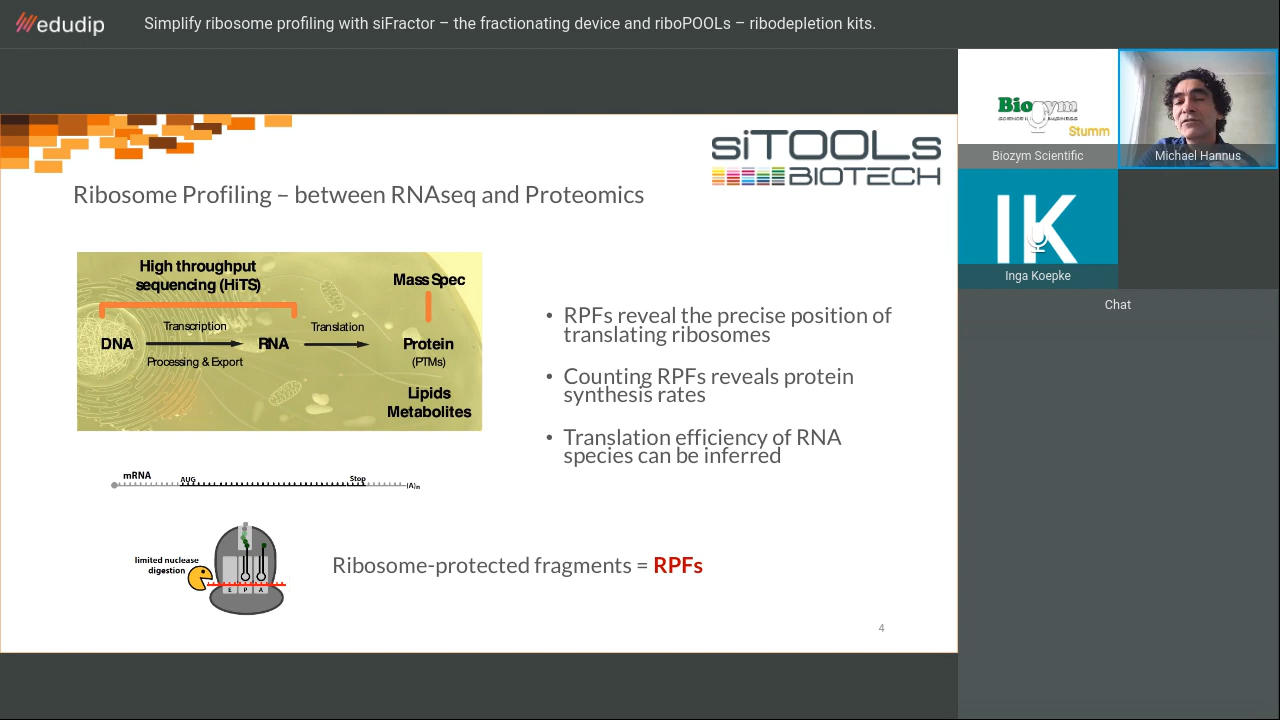 edudip
Simplify ribosome profiling with siFractor – the fractionating device and riboPOOLs – ribodepletion kits.
siTOOLs
BIOTECH
Ribosome Profiling – between RNAseq and Proteomics
High throughput
sequencing (HiTS)
Mass Spec
Transcription
Translation
DNA
RNA
Protein
Processing & Export
(PTMs)
Lipids
Metabolites
• RPFs reveal the precise position of
translating ribosomes
• Counting RPFs reveals protein
synthesis rates
• Translation efficiency of RNA
species can be inferred
mRNA
AUG
Stop
(A)n
limited nuclease
digestion
E P A
Ribosome-protected fragments = RPFs
4
Biozym
Stumm
Biozym Scientific
Michael Hannus
IK
Inga Koepke
Chat